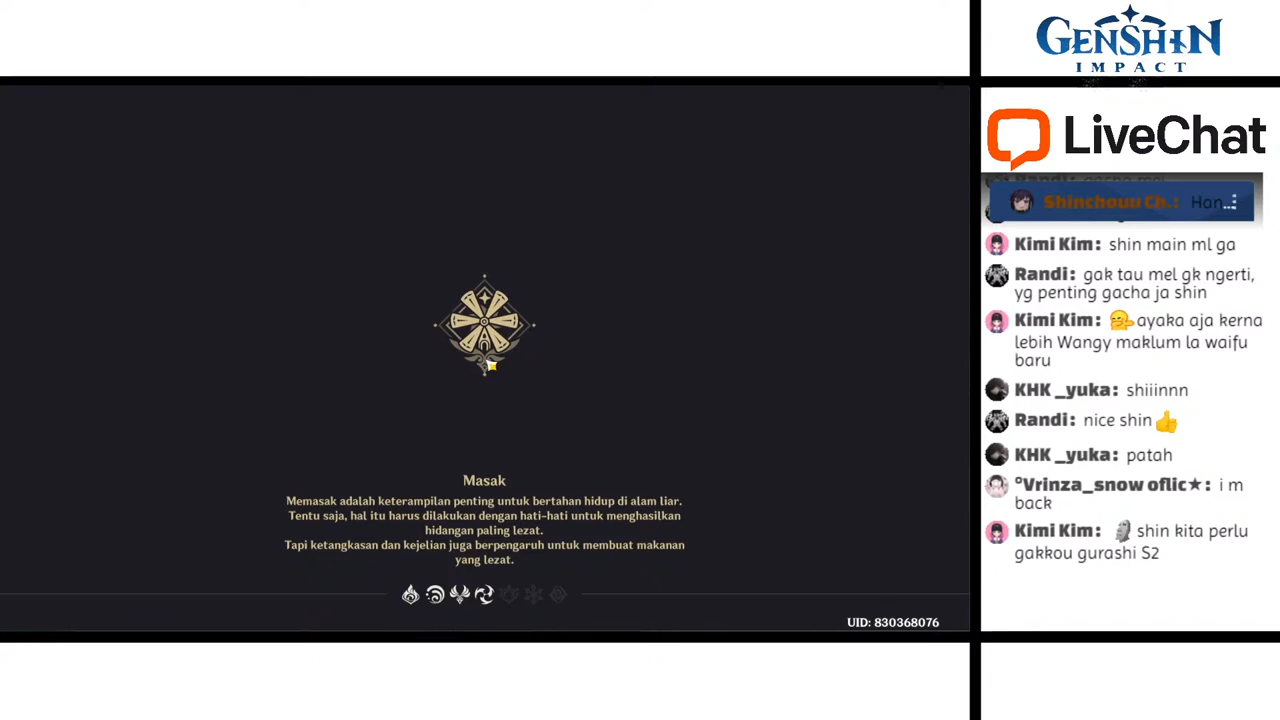 GENSHIN
IMPACT
LiveChat
Shinchouu Ch.: Han...
Kimi Kim: shin main ml ga
Randi: gak tau mel gk ngerti,
yg penting gacha ja shin
Kimi Kim: 🤗ayaka aja kerna
lebih Wangy maklum la waifu
baru
KHK _yuka: shiiinnn
Randi: nice shin👍
KHK _yuka: patah
°Vrinza_snow oflic★: i m
back
Kimi Kim: 🗿shin kita perlu
gakkou gurashi S2
Masak
Memasak adalah keterampilan penting untuk bertahan hidup di alam liar.
Tentu saja, hal itu harus dilakukan dengan hati-hati untuk menghasilkan
hidangan paling lezat.
Tapi ketangkasan dan kejelian juga berpengaruh untuk membuat makanan
yang lezat.
UID: 830368076